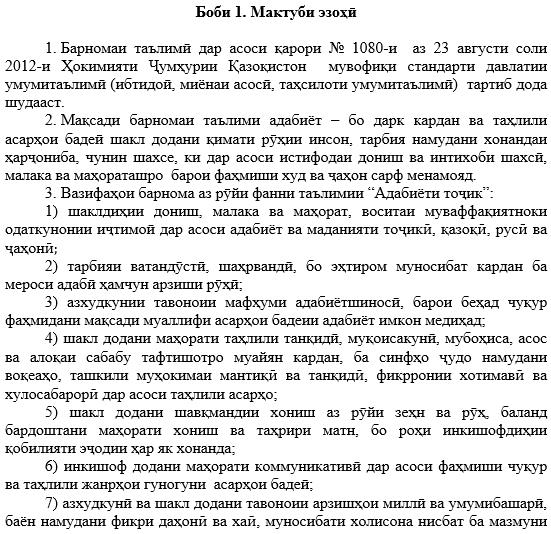 Боби 1. Мактуби эзоҳӣ
1. Барномаи таълимӣ дар асоси қарори № 1080-и аз 23 августи соли
2012-и Ҳокимияти Ҷумҳурии Қазоқистон мувофиқи стандарти давлатии
умумитаълимӣ (ибтидоӣ, миёнаи асосӣ, таҳсилоти умумитаълимӣ) тартиб дода
шудааст.
2. Мақсади барномаи таълими адабиёт – бо дарк кардан ва таҳлили
асарҳои бадеӣ шакл додани қимати рӯҳии инсон, тарбия намудани хонандаи
ҳарҷониба, чунин шахсе, ки дар асоси истифодаи дониш ва интихоби шахсӣ,
малака ва маҳораташро барои фаҳмиши худ ва ҷаҳон сарф менамояд.
3. Вазифаҳои барнома аз рӯйи фанни таълимии “Адабиёти тоҷик”:
1) шаклдиҳии дониш, малака ва маҳорат, воситаи муваффақиятноки
одаткунонии иҷтимоӣ дар асоси адабиёт ва маданияти тоҷикӣ, қазоқӣ, русӣ ва
ҷаҳонӣ;
2) тарбияи ватандӯстӣ, шаҳрвандӣ, бо эҳтиром муносибат кардан ба
мероси адабӣ ҳамчун арзиши рӯҳӣ;
3) азхудкунии тавоноии мафҳуми адабиётшиносӣ, барои беҳад чуқур
фаҳмидани мақсади муаллифи асарҳои бадеии адабиёт имкон медиҳад;
4) шакл додани маҳорати таҳлили танқидӣ, муқоисакунӣ, мубоҳиса, асос
ва алоқаи сабабу тафтишотро муайян кардан, ба синфҳо ҷудо намудани
воқеаҳо, ташкили муҳокимаи мантиқӣ ва танқидӣ, фикрронии хотимавӣ ва
хулосабарорӣ дар асоси таҳлили асарҳо;
5) шакл додани шавқмандии хониш аз рӯйи зеҳн ва рӯҳ, баланд
бардоштани маҳорати хониш ва таҳрири матн, бо роҳи инкишофдиҳии
қобилияти эҷодии ҳар як хонанда;
6) инкишоф додани маҳорати коммуникативӣ дар асоси фаҳмиши чуқур
ва таҳлили жанрҳои гуногуни асарҳои бадеӣ;
7) азхудкунӣ ва шакл додани тавоноии арзишҳои миллӣ ва умумибашарӣ,
баён намудани фикри даҳонӣ ва хаӣ, муносибати холисона нисбат ба мазмуни